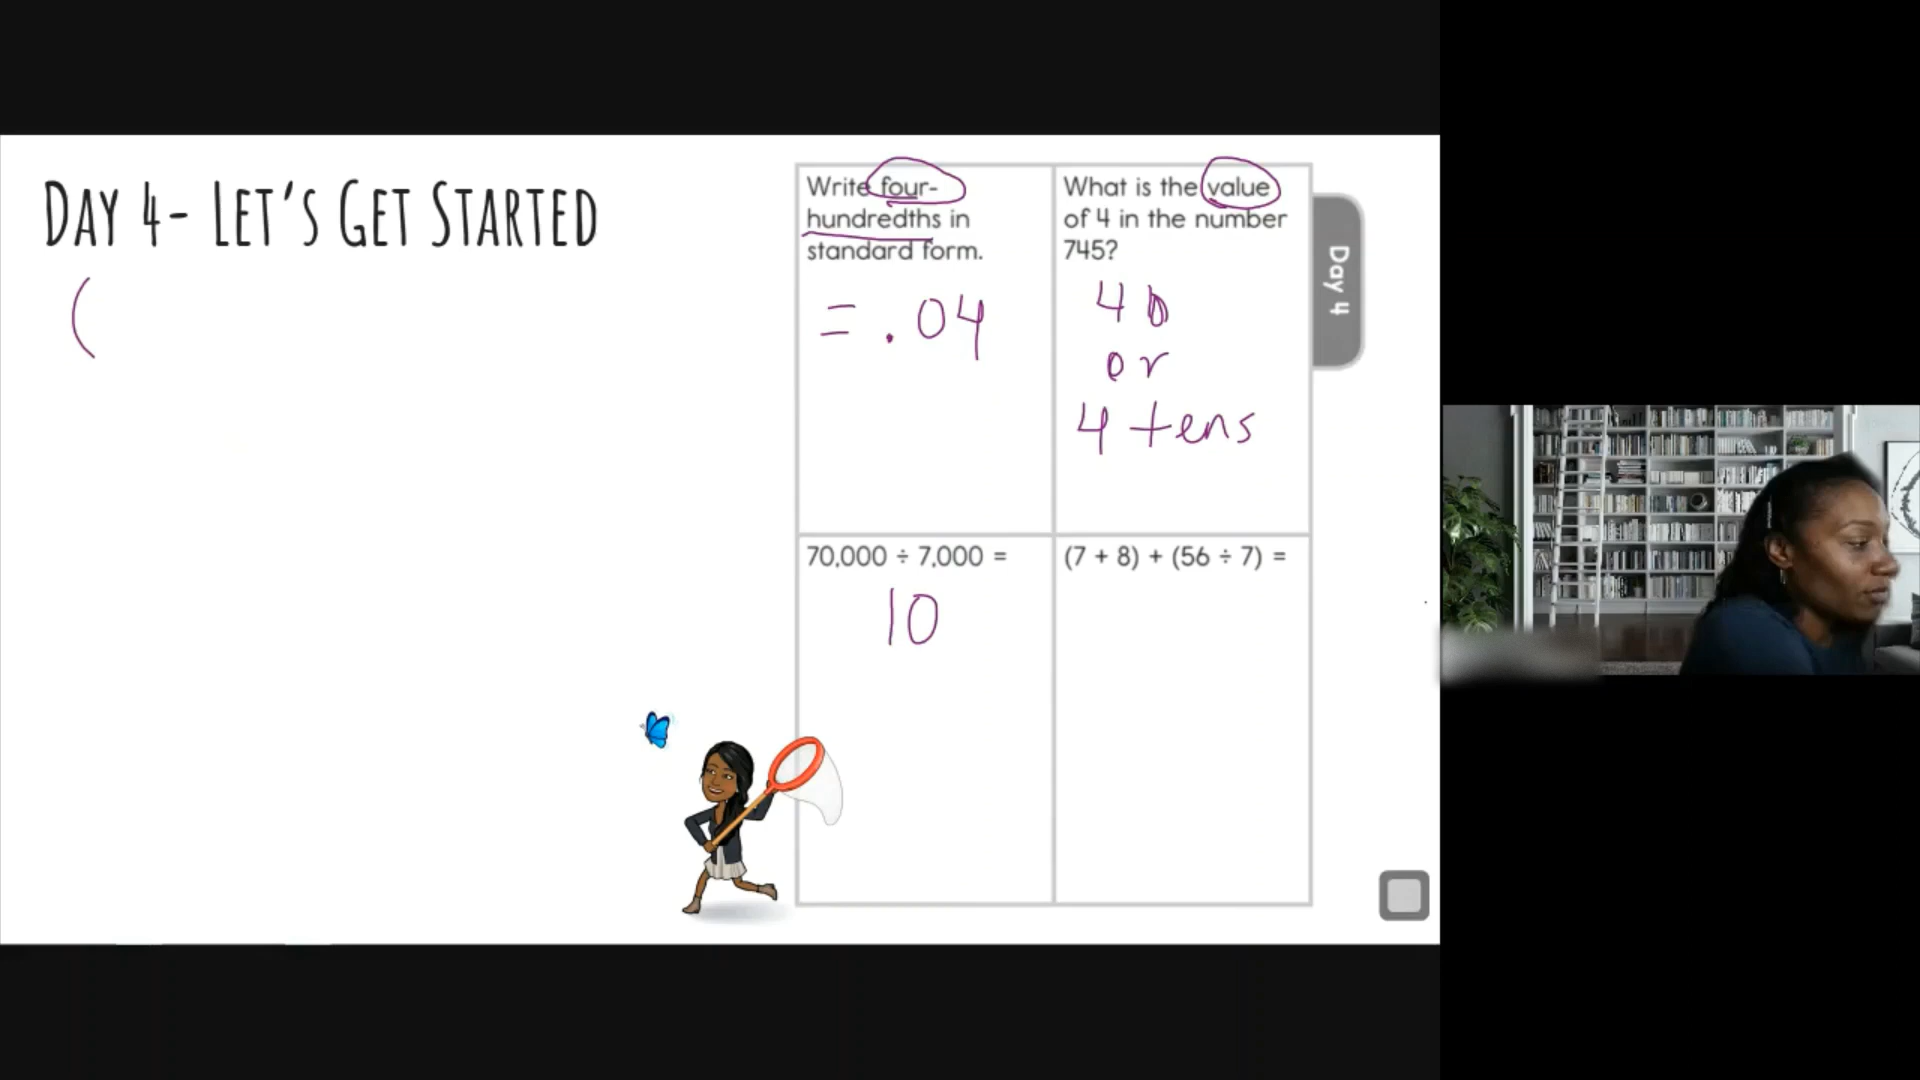 DAY 4- LET'S GET STARTED
(
Write four-
hundredths in
standard form.
= .04
What is the value
of 4 in the number
745?
40
or
4 tens
Day 4
70,000 ÷ 7,000 =
10
(7 + 8) + (56 ÷ 7) =